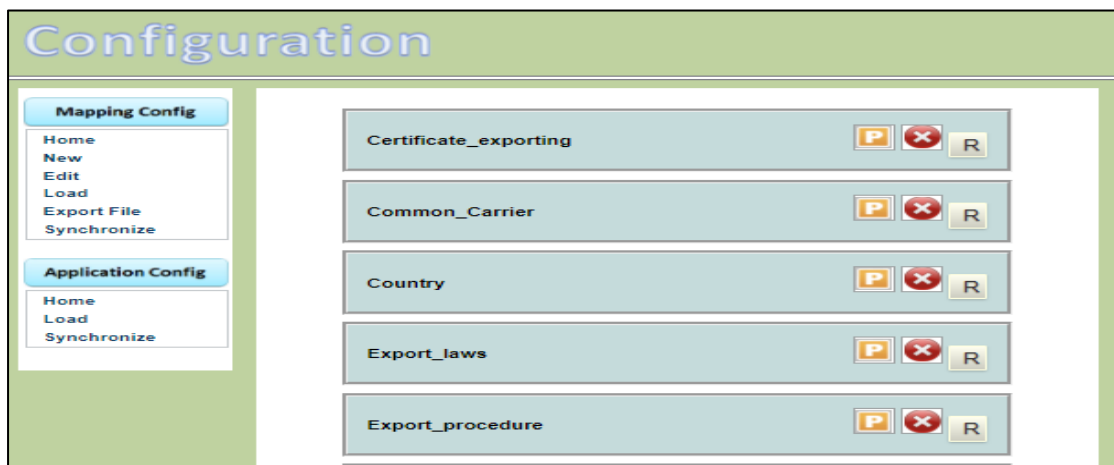 Configuration
Mapping Config
Home
New
Edit
Load
Export File
Synchronize
Application Config
Home
Load
Synchronize
Certificate_exporting P R
Common_Carrier P R
Country P R
Export_laws P R
Export_procedure P R